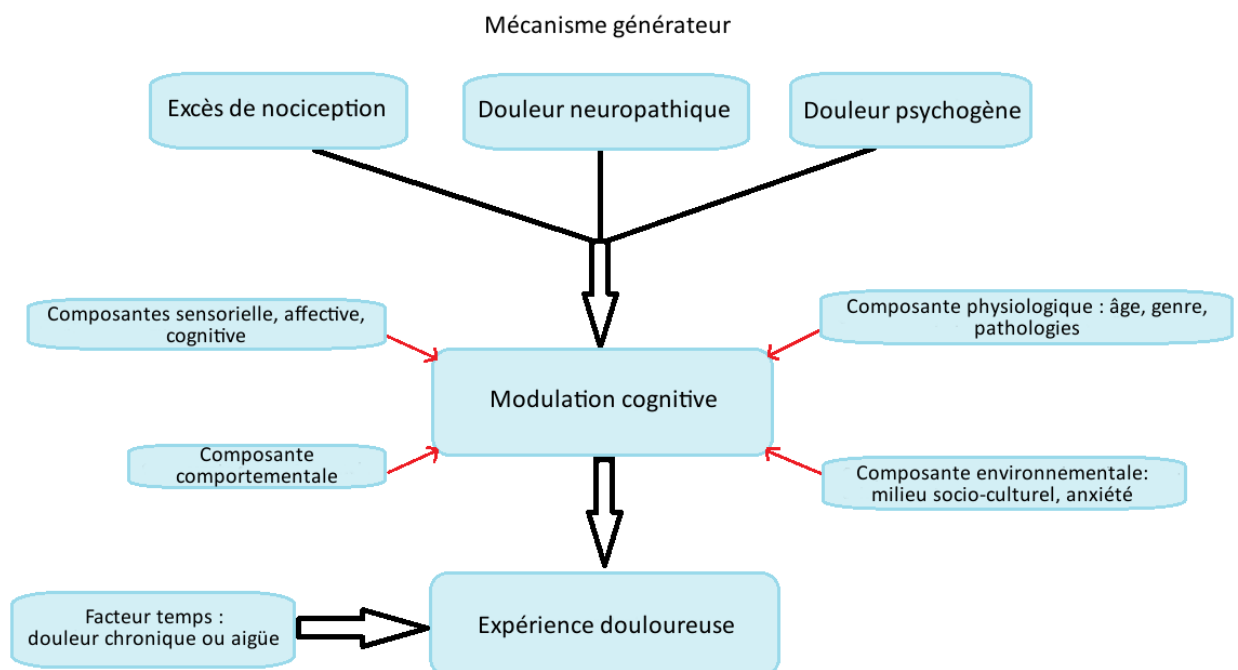 Mécanisme générateur
Excès de nociception
Douleur neuropathique
Douleur psychogène
Composantes sensorielle, affective,
cognitive
Composante physiologique : âge, genre,
pathologies
Modulation cognitive
Composante
comportementale
Composante environnementale:
milieu socio-culturel, anxiété
Facteur temps :
douleur chronique ou aigüe
Expérience douloureuse